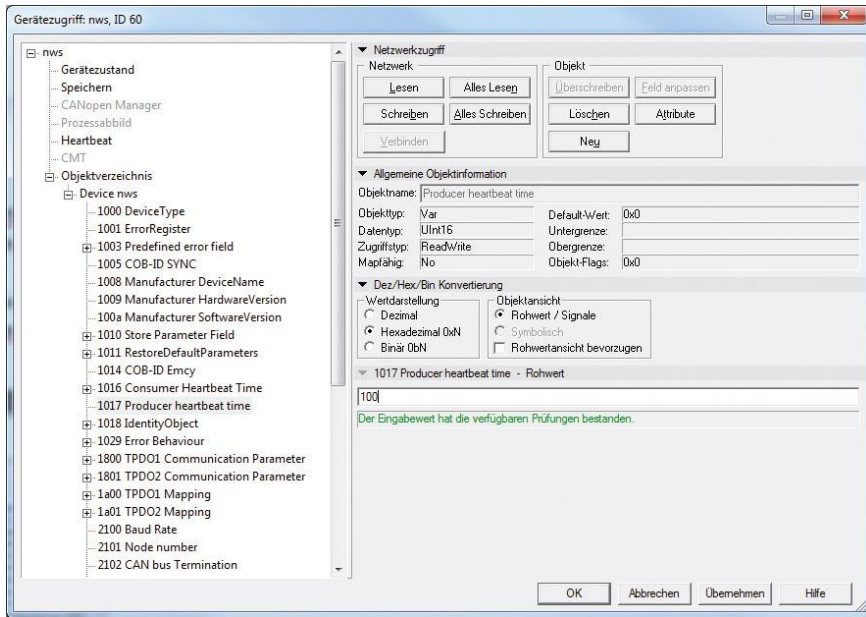 Gerätezugriff: nws, ID 60
nws
Gerätezustand
Speichern
CANopen Manager
Prozessabbild
Heartbeat
CMT
Objektverzeichnis
Device nws
1000 DeviceType
1001 ErrorRegister
1003 Predefined error field
1005 COB-ID SYNC
1008 Manufacturer DeviceName
1009 Manufacturer HardwareVersion
100a Manufacturer SoftwareVersion
1010 Store Parameter Field
1011 RestoreDefaultParameters
1014 COB-ID Emcy
1016 Consumer Heartbeat Time
1017 Producer heartbeat time
1018 IdentityObject
1029 Error Behaviour
1800 TPDO1 Communication Parameter
1801 TPDO2 Communication Parameter
1a00 TPDO1 Mapping
1a01 TPDO2 Mapping
2100 Baud Rate
2101 Node number
2102 CAN bus Termination
Netzwerkzugriff
Netzwerk
Lesen Alles Lesen
Schreiben Alles Schreiben
Verbinden
Objekt
Überschreiben Feld anpassen
Löschen Attribute
Neu
Allgemeine Objektinformation
Objektname: Producer heartbeat time
Objekttyp: Var Default-Wert: 0x0
Datentyp: UInt16 Untergrenze:
Zugriffstyp: ReadWrite Obergrenze:
Mapfähig: No Objekt-Flags: 0x0
Dez/Hex/Bin Konvertierung
Wertdarstellung
Dezimal
Hexadezimal 0xN
Binär 0bN
Objektansicht
Rohwert / Signale
Symbolisch
Rohwertansicht bevorzugen
1017 Producer heartbeat time - Rohwert
100
Der Eingabewert hat die verfügbaren Prüfungen bestanden.
OK Abbrechen Übernehmen Hilfe